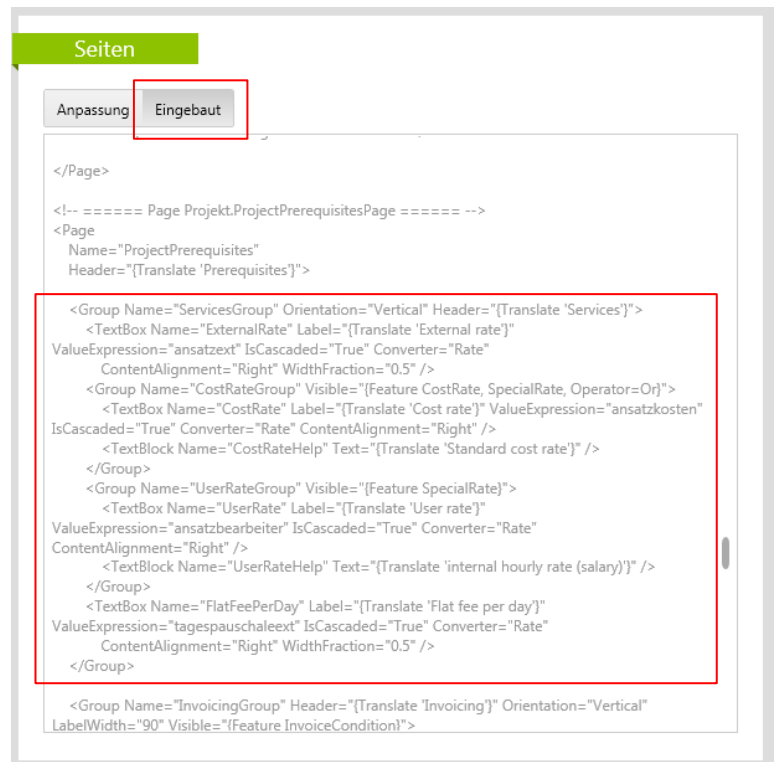 Seiten
Anpassung Eingebaut
</Page>
<!-- ====== Page Projekt.ProjectPrerequisitesPage ====== -->
<Page
Name="ProjectPrerequisites"
Header="{Translate 'Prerequisites'}">
<Group Name="ServicesGroup" Orientation="Vertical" Header="{Translate 'Services'}">
<TextBox Name="ExternalRate" Label="{Translate 'External rate'}"
ValueExpression="ansatzext" IsCascaded="True" Converter="Rate"
ContentAlignment="Right" WidthFraction="0.5" />
<Group Name="CostRateGroup" Visible="{Feature CostRate, SpecialRate, Operator=Or}">
<TextBox Name="CostRate" Label="{Translate 'Cost rate'}" ValueExpression="ansatzkosten"
IsCascaded="True" Converter="Rate" ContentAlignment="Right" />
<TextBlock Name="CostRateHelp" Text="{Translate 'Standard cost rate'}" />
</Group>
<Group Name="UserRateGroup" Visible="{Feature SpecialRate}">
<TextBox Name="UserRate" Label="{Translate 'User rate'}"
ValueExpression="ansatzbearbeiter" IsCascaded="True" Converter="Rate"
ContentAlignment="Right" />
<TextBlock Name="UserRateHelp" Text="{Translate 'internal hourly rate (salary)'}" />
</Group>
<TextBox Name="FlatFeePerDay" Label="{Translate 'Flat fee per day'}"
ValueExpression="tagespauschaleext" IsCascaded="True" Converter="Rate"
ContentAlignment="Right" WidthFraction="0.5" />
</Group>
<Group Name="InvoicingGroup" Header="{Translate 'Invoicing'}" Orientation="Vertical"
LabelWidth="90" Visible="{Feature InvoiceCondition}">